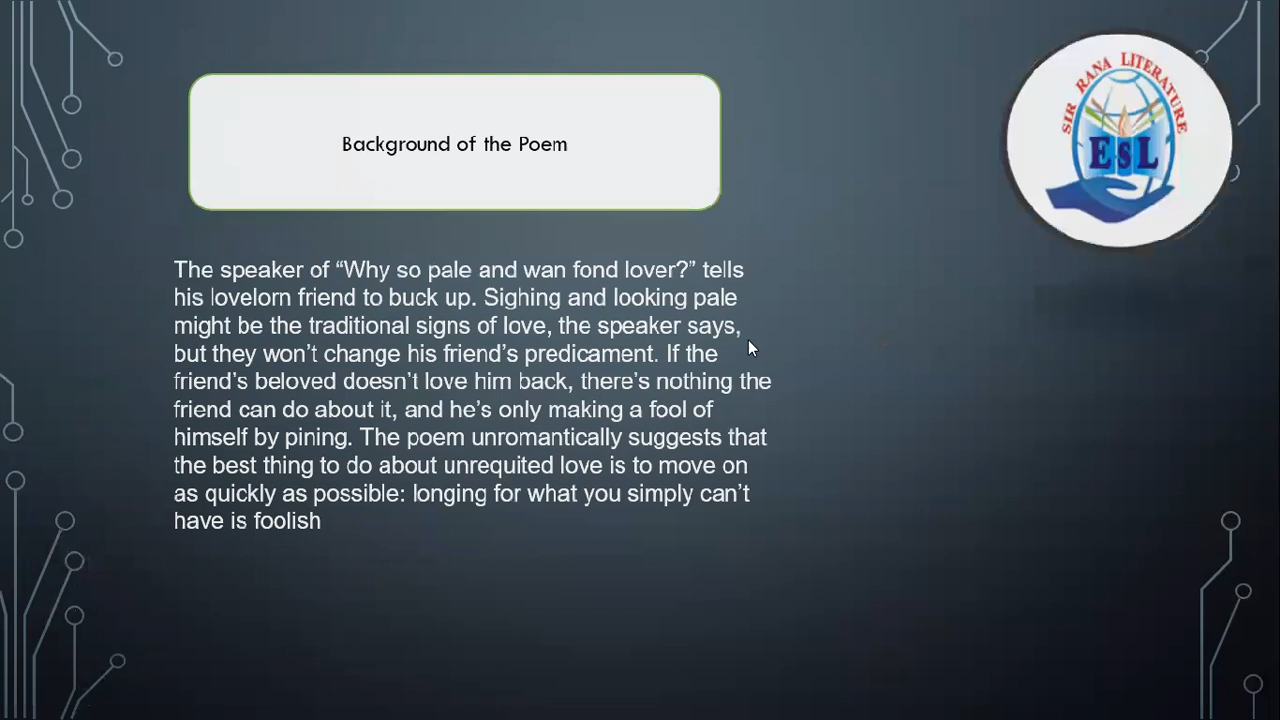 SIR RANA LITERATURE
ESL
Background of the Poem
The speaker of “Why so pale and wan fond lover?” tells
his lovelorn friend to buck up. Sighing and looking pale
might be the traditional signs of love, the speaker says,
but they won’t change his friend’s predicament. If the
friend’s beloved doesn’t love him back, there’s nothing the
friend can do about it, and he’s only making a fool of
himself by pining. The poem unromantically suggests that
the best thing to do about unrequited love is to move on
as quickly as possible: longing for what you simply can’t
have is foolish